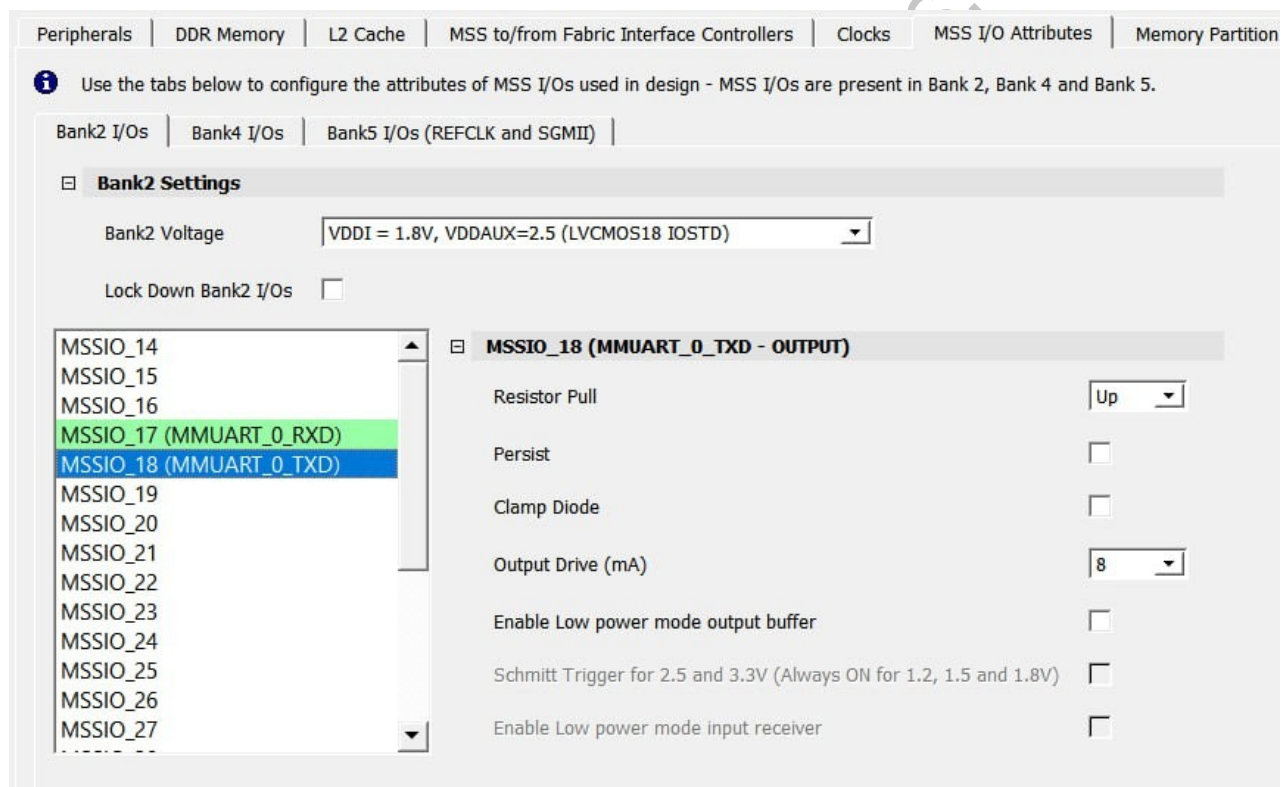 Peripherals DDR Memory L2 Cache MSS to/from Fabric Interface Controllers Clocks MSS I/O Attributes Memory Partition
Use the tabs below to configure the attributes of MSS I/Os used in design - MSS I/Os are present in Bank 2, Bank 4 and Bank 5.
Bank2 I/Os Bank4 I/Os Bank5 I/Os (REFCLK and SGMII)
Bank2 Settings
Bank2 Voltage VDDI = 1.8V, VDDAUX=2.5 (LVCMOS18 IOSTD)
Lock Down Bank2 I/Os
MSSIO_14
MSSIO_15
MSSIO_16
MSSIO_17 (MMUART_0_RXD)
MSSIO_18 (MMUART_0_TXD)
MSSIO_19
MSSIO_20
MSSIO_21
MSSIO_22
MSSIO_23
MSSIO_24
MSSIO_25
MSSIO_26
MSSIO_27
MSSIO_18 (MMUART_0_TXD - OUTPUT)
Resistor Pull Up
Persist
Clamp Diode
Output Drive (mA) 8
Enable Low power mode output buffer
Schmitt Trigger for 2.5 and 3.3V (Always ON for 1.2, 1.5 and 1.8V)
Enable Low power mode input receiver